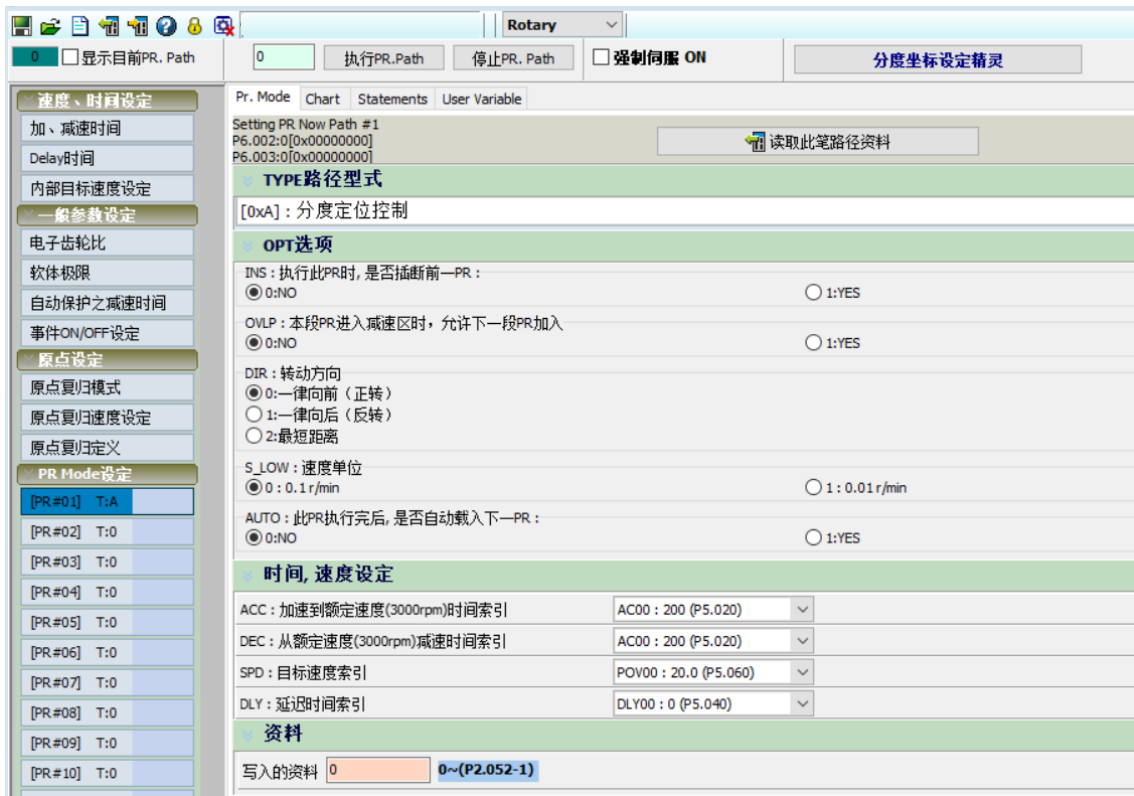 Rotary
0 显示目前PR. Path 0 执行PR.Path 停止PR. Path 强制伺服 ON 分度坐标设定精灵
速度、时间设定
加、减速时间
Delay时间
内部目标速度设定
一般参数设定
电子齿轮比
软体极限
自动保护之减速时间
事件ON/OFF设定
原点设定
原点复归模式
原点复归速度设定
原点复归定义
PR Mode设定
[PR#01] T:A
[PR#02] T:0
[PR#03] T:0
[PR#04] T:0
[PR#05] T:0
[PR#06] T:0
[PR#07] T:0
[PR#08] T:0
[PR#09] T:0
[PR#10] T:0
Pr. Mode Chart Statements User Variable
Setting PR Now Path #1
P6.002:0[0x00000000]
P6.003:0[0x00000000]
读取此笔路径资料
TYPE路径型式
[0xA] : 分度定位控制
OPT选项
INS : 执行此PR时, 是否插断前一PR :
0:NO 1:YES
OVLP : 本段PR进入减速区时，允许下一段PR加入
0:NO 1:YES
DIR : 转动方向
0:一律向前（正转）
1:一律向后（反转）
2:最短距离
S_LOW : 速度单位
0 : 0.1 r/min 1 : 0.01 r/min
AUTO : 此PR执行完后, 是否自动载入下一PR :
0:NO 1:YES
时间, 速度设定
ACC : 加速到额定速度(3000rpm)时间索引 AC00 : 200 (P5.020)
DEC : 从额定速度(3000rpm)减速时间索引 AC00 : 200 (P5.020)
SPD : 目标速度索引 POV00 : 20.0 (P5.060)
DLY : 延迟时间索引 DLY00 : 0 (P5.040)
资料
写入的资料 0 0~(P2.052-1)